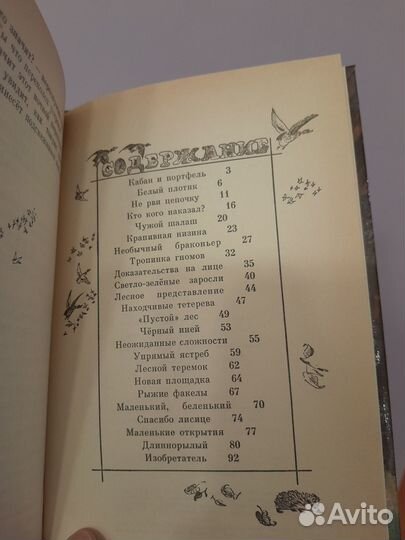 СОДЕРЖАНИЕ
Кабан и портфель 3
Белый плотик 6
Не рви цепочку 11
Кто кого наказал? 16
Чужой шалаш 20
Крапивная низина 23
Необычный браконьер 27
Тропинка гномов 32
Доказательства на лице 35
Светло-зелёные заросли 40
Лесное представление 44
Находчивые тетерева 47
«Пустой» лес 49
Чёрный иней 53
Неожиданные сложности 55
Упрямый ястреб 59
Лесной теремок 62
Новая площадка 64
Рыжие факелы 67
Маленький, беленький 70
Спасибо лисице 74
Маленькие открытия 77
Длиннорылый 80
Изобретатель 92
Avito